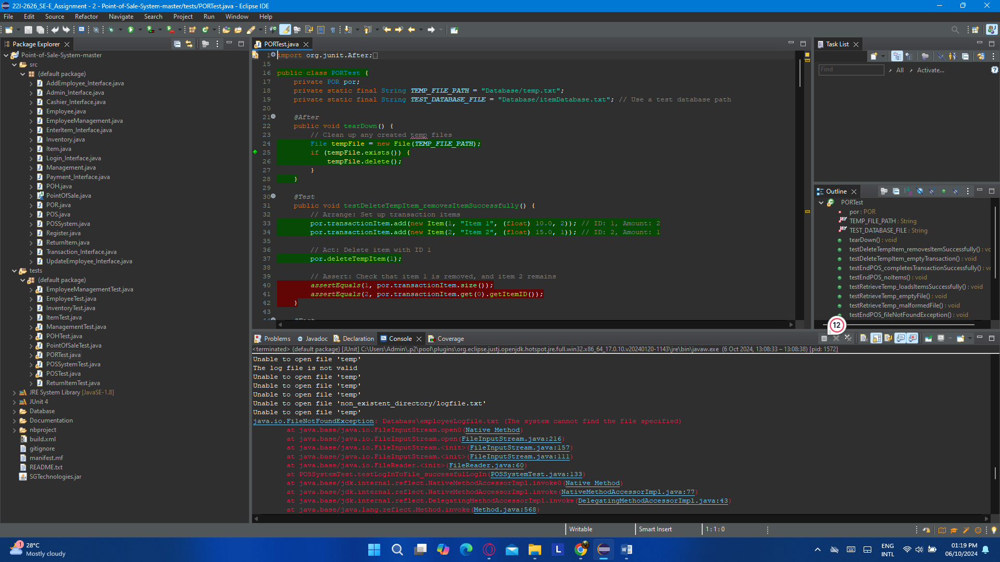 22I-2626_SE-E_Assignment - 2 - Point-of-Sale-System-master/tests/PORTest.java - Eclipse IDE
File Edit Source Refactor Navigate Search Project Run Window Help
Package Explorer
Point-of-Sale-System-master
src
(default package)
AddEmployee_Interface.java
Admin_Interface.java
Cashier_Interface.java
Employee.java
EmployeeManagement.java
EnterItem_Interface.java
Inventory.java
Item.java
Login_Interface.java
Management.java
Payment_Interface.java
POH.java
PointOfSale.java
POR.java
POS.java
POSSystem.java
Register.java
ReturnItem.java
Transaction_Interface.java
UpdateEmployee_Interface.java
tests
(default package)
EmployeeManagementTest.java
EmployeeTest.java
InventoryTest.java
ItemTest.java
ManagementTest.java
POHTest.java
PointOfSaleTest.java
PORTest.java
POSSystemTest.java
POSTest.java
ReturnItemTest.java
JRE System Library [JavaSE-1.8]
JUnit 4
Database
Documentation
nbproject
build.xml
gitignore
manifest.mf
README.txt
SGTechnologies.jar
PORTest.java
1 import org.junit.After;
15
16 public class PORTest {
17 private POR por;
18 private static final String TEMP_FILE_PATH = "Database/temp.txt";
19 private static final String TEST_DATABASE_FILE = "Database/itemDatabase.txt"; // Use a test database path
20
21 @After
22 public void tearDown() {
23 // Clean up any created temp files
24 File tempFile = new File(TEMP_FILE_PATH);
25 if (tempFile.exists()) {
26 tempFile.delete();
27 }
28 }
29
30 @Test
31 public void testDeleteTempItem_removesItemSuccessfully() {
32 // Arrange: Set up transaction items
33 por.transactionItem.add(new Item(1, "Item 1", (float) 10.0, 2)); // ID: 1, Amount: 2
34 por.transactionItem.add(new Item(2, "Item 2", (float) 15.0, 1)); // ID: 2, Amount: 1
35
36 // Act: Delete item with ID 1
37 por.deleteTempItem(1);
38
39 // Assert: Check that item 1 is removed, and item 2 remains
40 assertEquals(1, por.transactionItem.size());
41 assertEquals(2, por.transactionItem.get(0).getItemID());
42 }
43
44 @Test
Task List
Find All Activate...
Outline
PORTest
por : POR
TEMP_FILE_PATH : String
TEST_DATABASE_FILE : String
tearDown() : void
testDeleteTempItem_removesItemSuccessfully() : vo
testDeleteTempItem_emptyTransaction() : void
testEndPOS_completesTransactionSuccessfully() : v
testEndPOS_noItems() : void
testRetrieveTemp_loadsItemsSuccessfully() : void
testRetrieveTemp_emptyFile() : void
testRetrieveTemp_malformedFile() : void
testEndPOS_fileNotFoundException() : void
12
Problems Javadoc Declaration Console Coverage
<terminated> (default package) [JUnit] C:\Users\Admin\.p2\pool\plugins\org.eclipse.justj.openjdk.hotspot.jre.full.win32.x86_64_17.0.10.v20240120-1143\jre\bin\javaw.exe (6 Oct 2024, 13:08:33 – 13:08:38) [pid: 1572]
Unable to open file 'temp'
The log file is not valid
Unable to open file 'temp'
Unable to open file 'temp'
Unable to open file 'temp'
Unable to open file 'non_existent_directory/logfile.txt'
Unable to open file 'temp'
java.io.FileNotFoundException: Database\employeeLogfile.txt (The system cannot find the file specified)
at java.base/java.io.FileInputStream.open0(Native Method)
at java.base/java.io.FileInputStream.open(FileInputStream.java:216)
at java.base/java.io.FileInputStream.<init>(FileInputStream.java:157)
at java.base/java.io.FileInputStream.<init>(FileInputStream.java:111)
at java.base/java.io.FileReader.<init>(FileReader.java:60)
at POSSystemTest.testLogInToFile_successfulLogIn(POSSystemTest.java:133)
at java.base/jdk.internal.reflect.NativeMethodAccessorImpl.invoke0(Native Method)
at java.base/jdk.internal.reflect.NativeMethodAccessorImpl.invoke(NativeMethodAccessorImpl.java:77)
at java.base/jdk.internal.reflect.DelegatingMethodAccessorImpl.invoke(DelegatingMethodAccessorImpl.java:43)
at java.base/java.lang.reflect.Method.invoke(Method.java:568)
Writable Smart Insert 1 : 1 : 0
1
28°C
Mostly cloudy
ENG
INTL
01:19 PM
06/10/2024